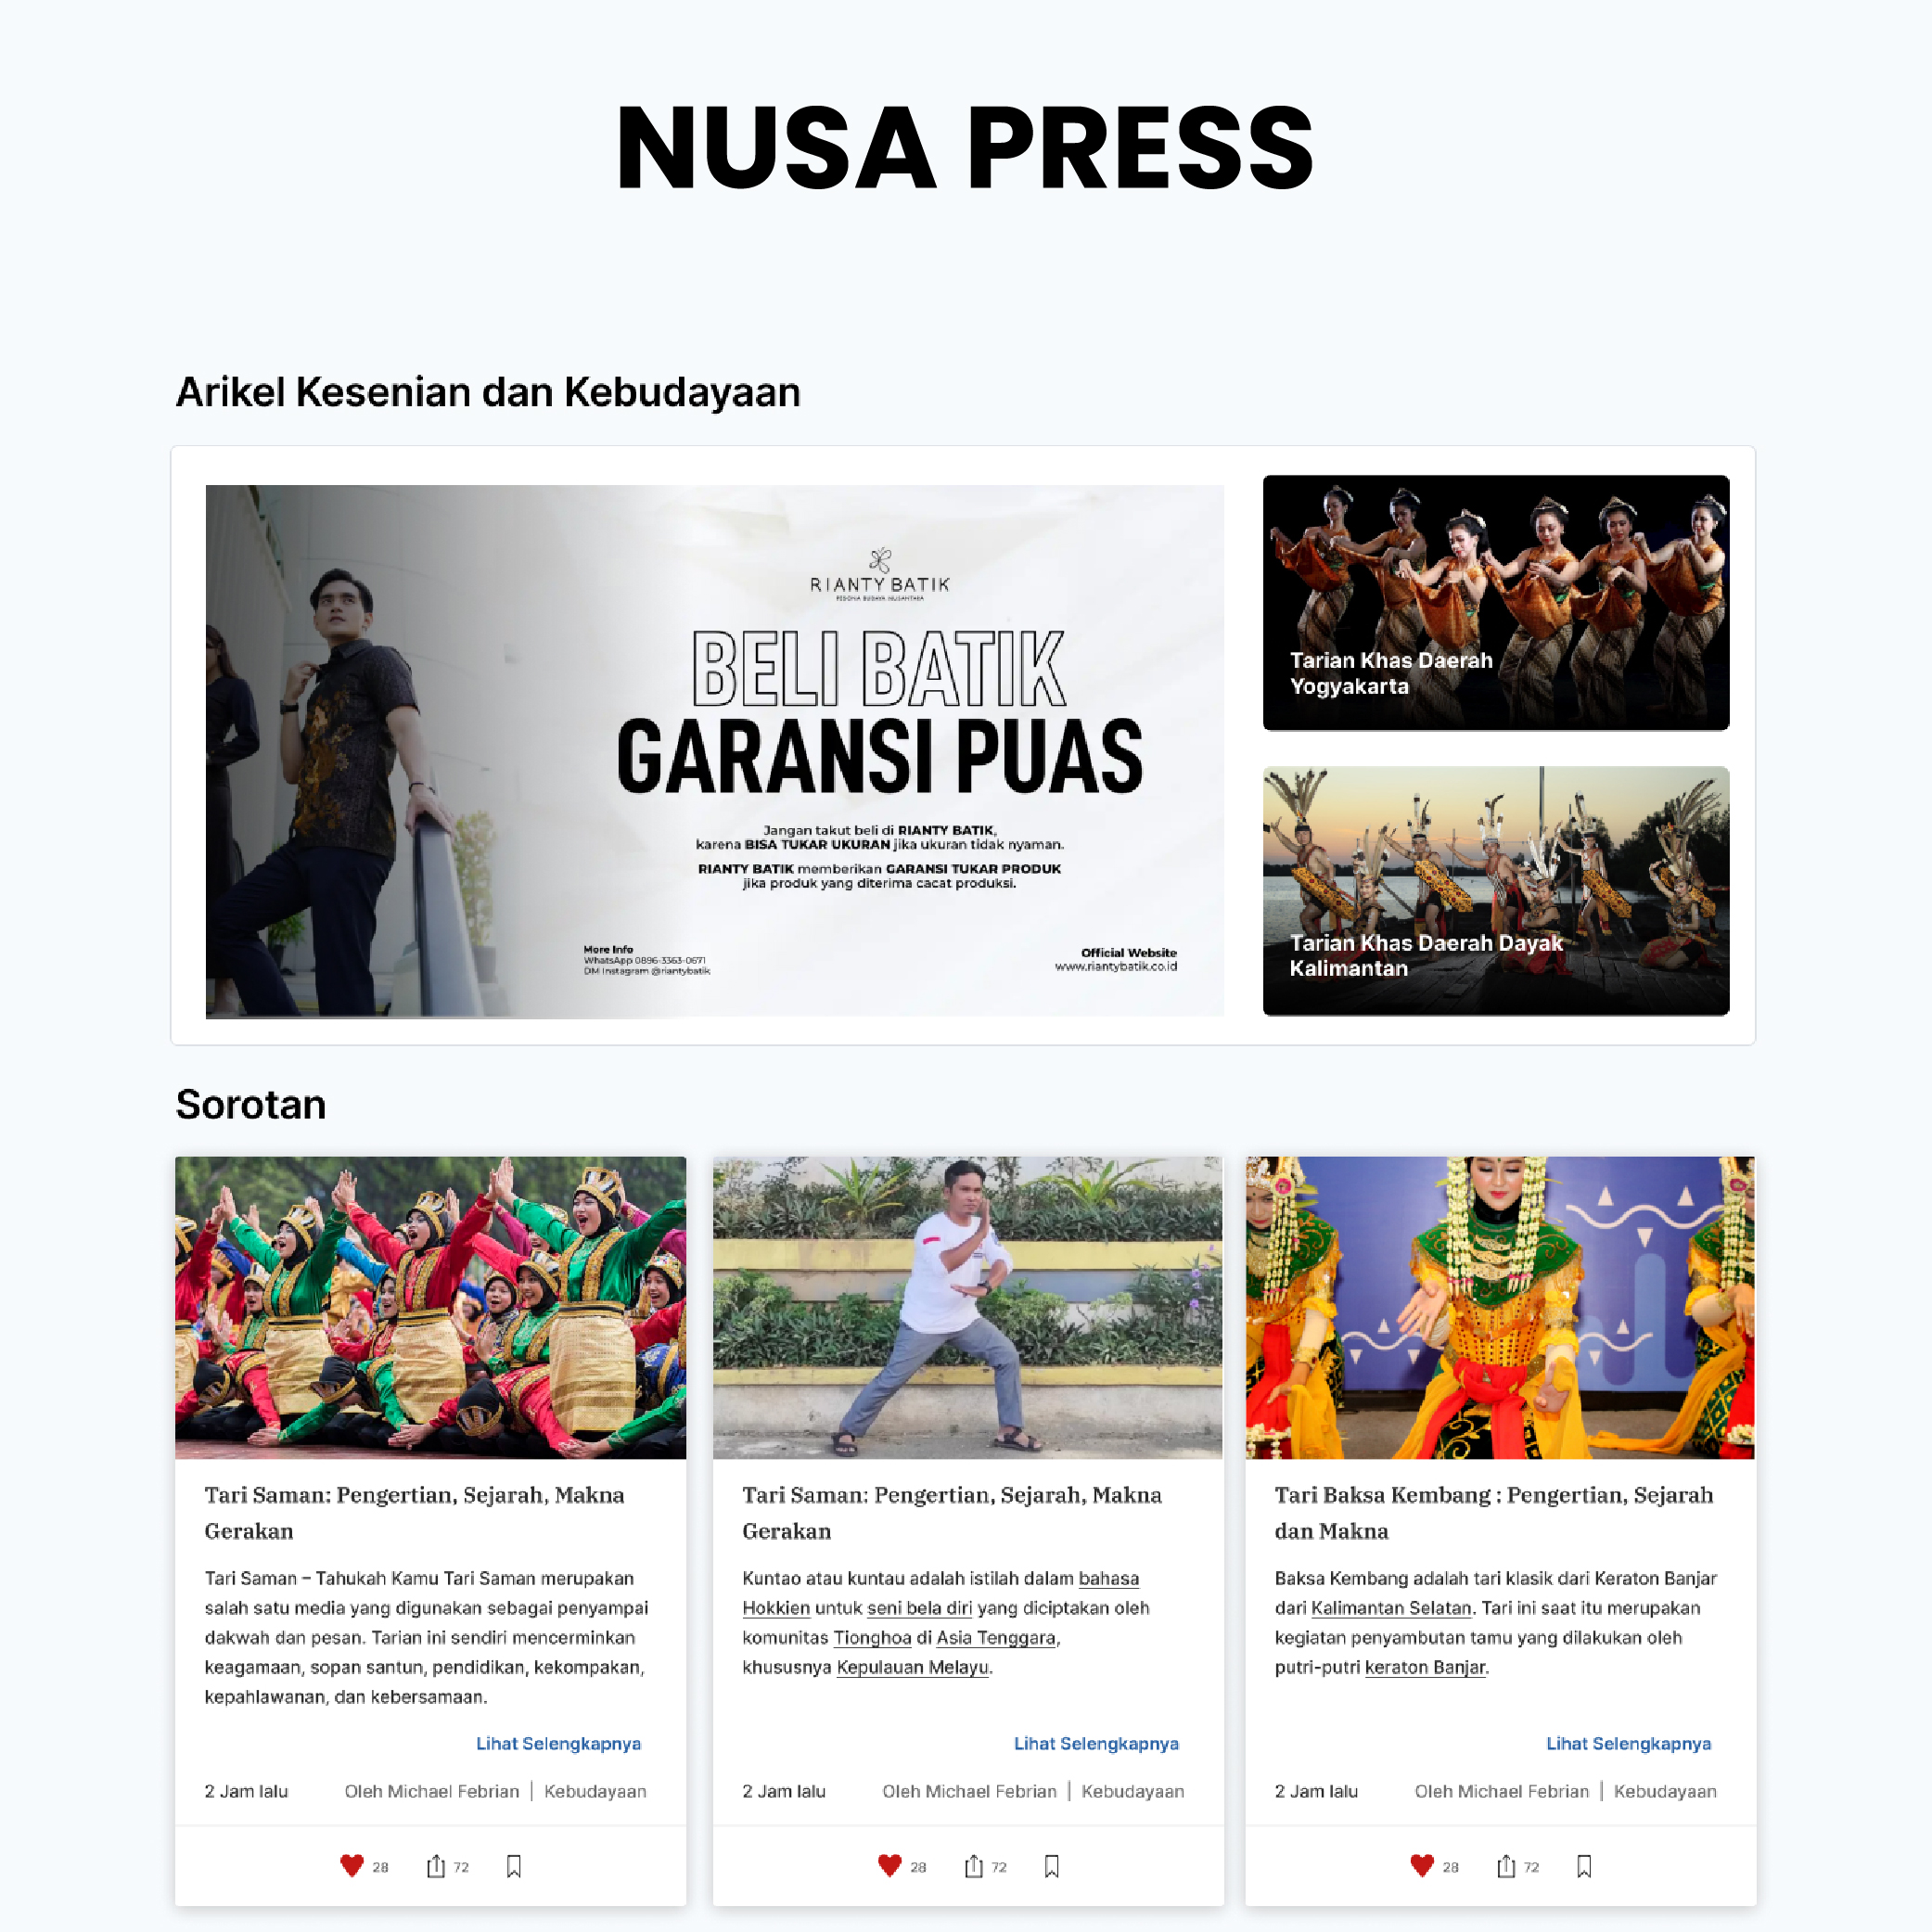 NUSA PRESS
Arikel Kesenian dan Kebudayaan
RIANTY BATIK
PESONA BUDAYA NUSANTARA
BELI BATIK
GARANSI PUAS
Jangan takut beli di RIANTY BATIK,
karena BISA TUKAR UKURAN jika ukuran tidak nyaman.
RIANTY BATIK memberikan GARANSI TUKAR PRODUK
jika produk yang diterima cacat produksi.
More Info
WhatsApp 0896-3363-0671
DM Instagram @riantybatik
Official Website
www.riantybatik.co.id
Tarian Khas Daerah
Yogyakarta
Tarian Khas Daerah Dayak
Kalimantan
Sorotan
Tari Saman: Pengertian, Sejarah, Makna
Gerakan
Tari Saman – Tahukah Kamu Tari Saman merupakan
salah satu media yang digunakan sebagai penyampai
dakwah dan pesan. Tarian ini sendiri mencerminkan
keagamaan, sopan santun, pendidikan, kekompakan,
kepahlawanan, dan kebersamaan.
Lihat Selengkapnya
2 Jam lalu
Oleh Michael Febrian | Kebudayaan
28
72
Tari Saman: Pengertian, Sejarah, Makna
Gerakan
Kuntao atau kuntau adalah istilah dalam bahasa
Hokkien untuk seni bela diri yang diciptakan oleh
komunitas Tionghoa di Asia Tenggara,
khususnya Kepulauan Melayu.
Lihat Selengkapnya
2 Jam lalu
Oleh Michael Febrian | Kebudayaan
28
72
Tari Baksa Kembang : Pengertian, Sejarah
dan Makna
Baksa Kembang adalah tari klasik dari Keraton Banjar
dari Kalimantan Selatan. Tari ini saat itu merupakan
kegiatan penyambutan tamu yang dilakukan oleh
putri-putri keraton Banjar.
Lihat Selengkapnya
2 Jam lalu
Oleh Michael Febrian | Kebudayaan
28
72